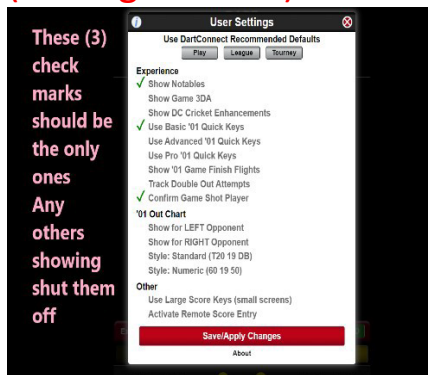 These (3)
check
marks
should be
the only
ones
Any
others
showing
shut them
off
User Settings
Use DartConnect Recommended Defaults
Play League Tourney
Experience
Show Notables
Show Game 3DA
Show DC Cricket Enhancements
Use Basic '01 Quick Keys
Use Advanced '01 Quick Keys
Use Pro '01 Quick Keys
Show '01 Game Finish Flights
Track Double Out Attempts
Confirm Game Shot Player
'01 Out Chart
Show for LEFT Opponent
Show for RIGHT Opponent
Style: Standard (T20 19 DB)
Style: Numeric (60 19 50)
Other
Use Large Score Keys (small screens)
Activate Remote Score Entry
Save/Apply Changes
About